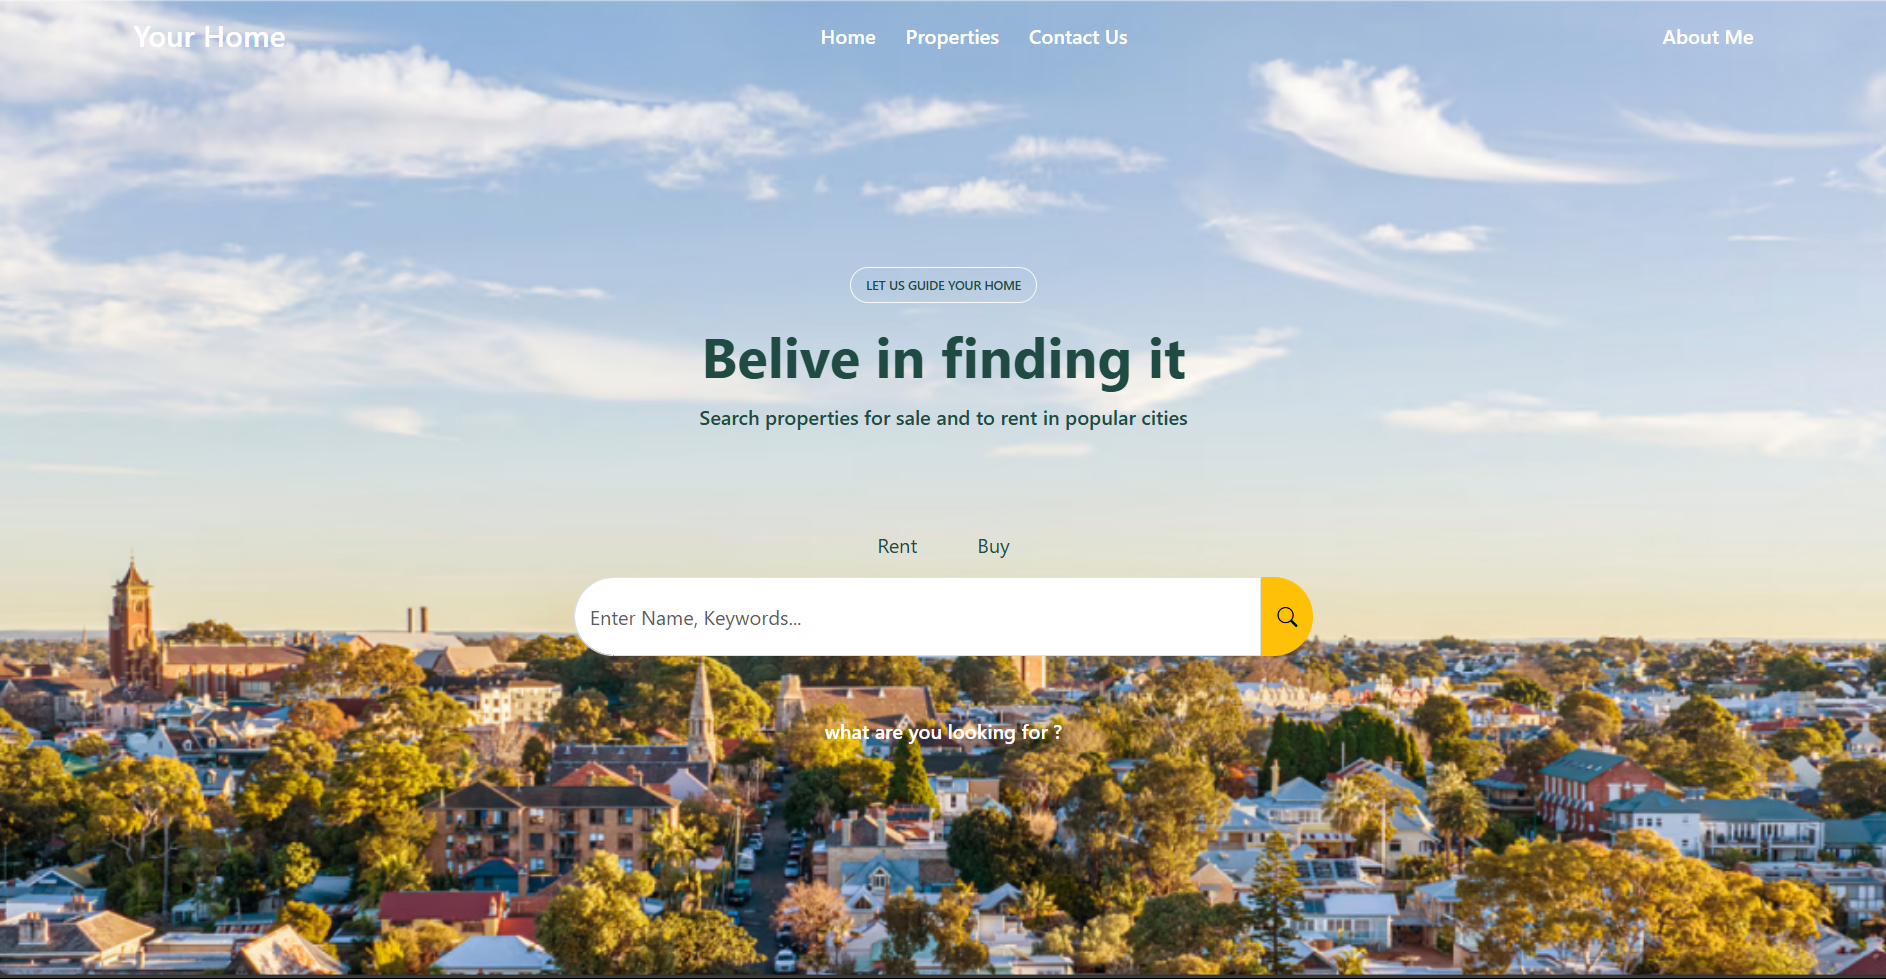 Your Home
Home Properties Contact Us
About Me
LET US GUIDE YOUR HOME
Belive in finding it
Search properties for sale and to rent in popular cities
Rent Buy
Enter Name, Keywords...
what are you looking for ?